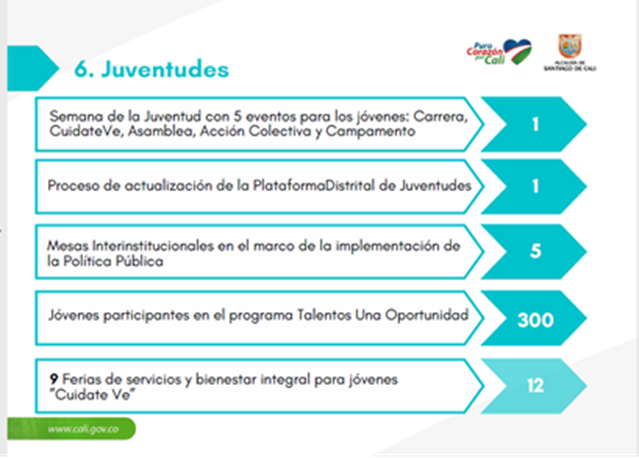 Puro
Corazón
por
Cali
ALCALDÍA DE
SANTIAGO DE CALI
6. Juventudes
Semana de la Juventud con 5 eventos para los jóvenes: Carrera,
CuidateVe, Asamblea, Acción Colectiva y Campamento
1
Proceso de actualización de la PlataformaDistrital de Juventudes
1
Mesas Interinstitucionales en el marco de la implementación de
la Política Pública
5
Jóvenes participantes en el programa Talentos Una Oportunidad
300
9 Ferias de servicios y bienestar integral para jóvenes
"Cuidate Ve"
12
www.cali.gov.co